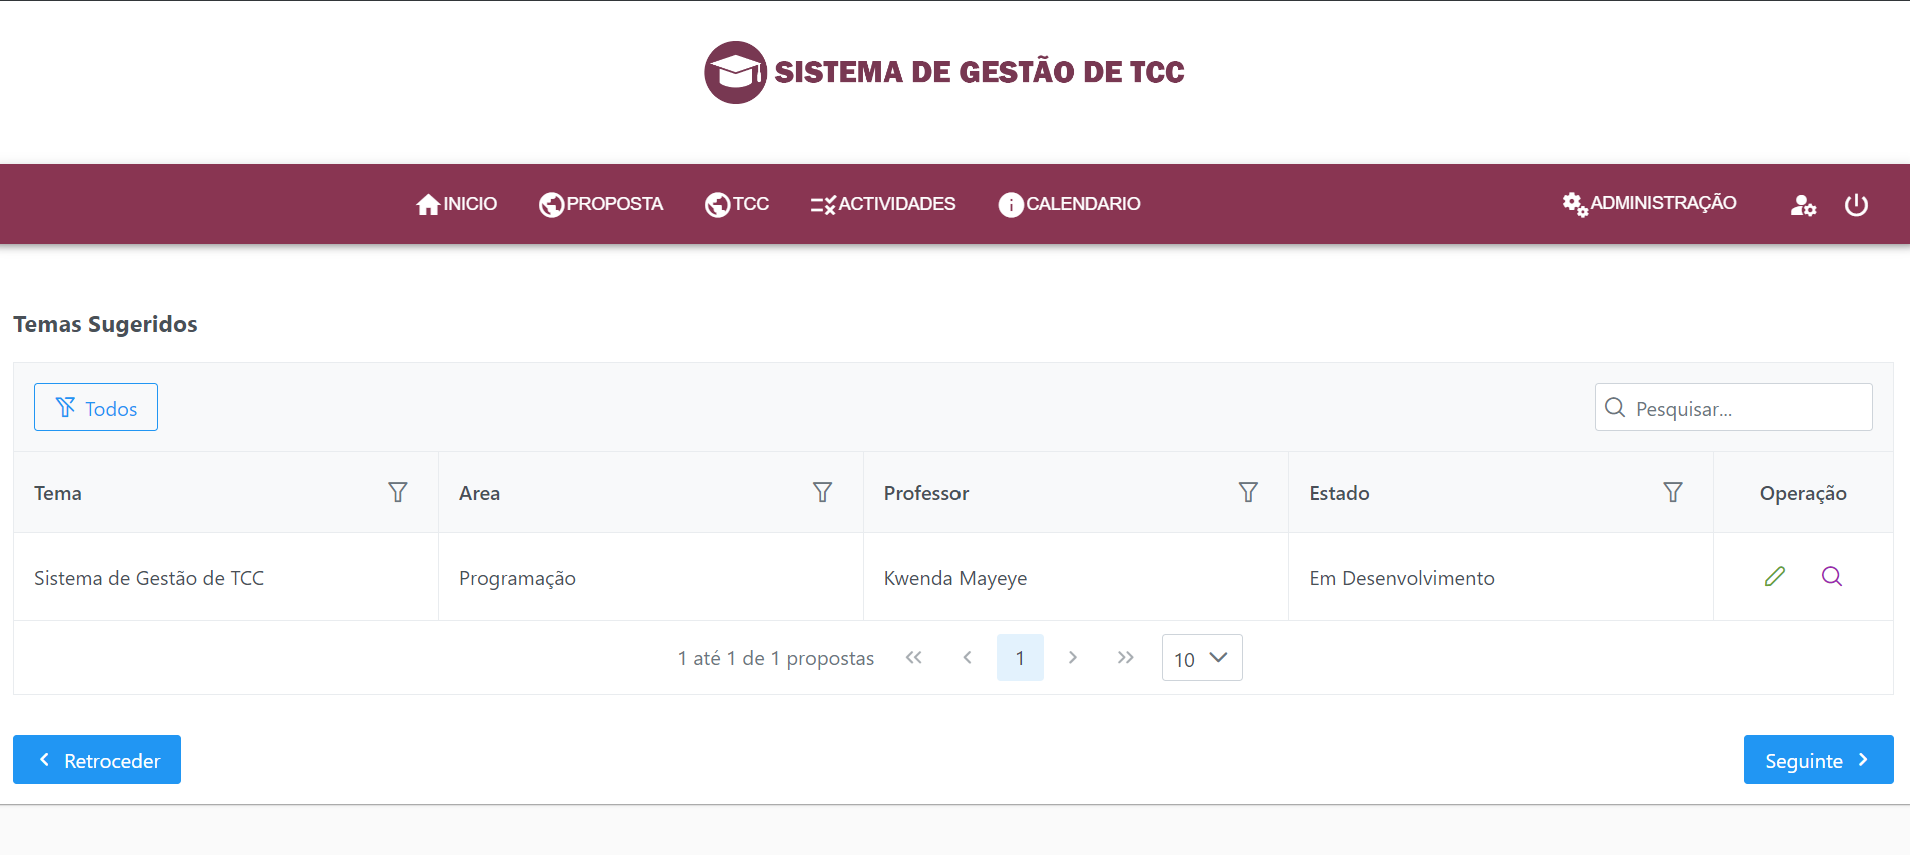 SISTEMA DE GESTÃO DE TCC
INICIO PROPOSTA TCC ACTIVIDADES CALENDARIO ADMINISTRAÇÃO
Temas Sugeridos
Todos Pesquisar...
Tema Area Professor Estado Operação
Sistema de Gestão de TCC Programação Kwenda Mayeye Em Desenvolvimento
1 até 1 de 1 propostas 1 10
Retroceder Seguinte